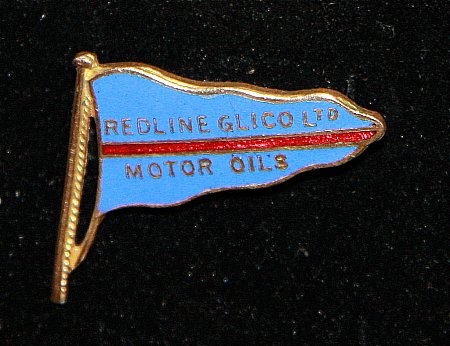 REDLINE GLICO LTD
MOTOR OILS